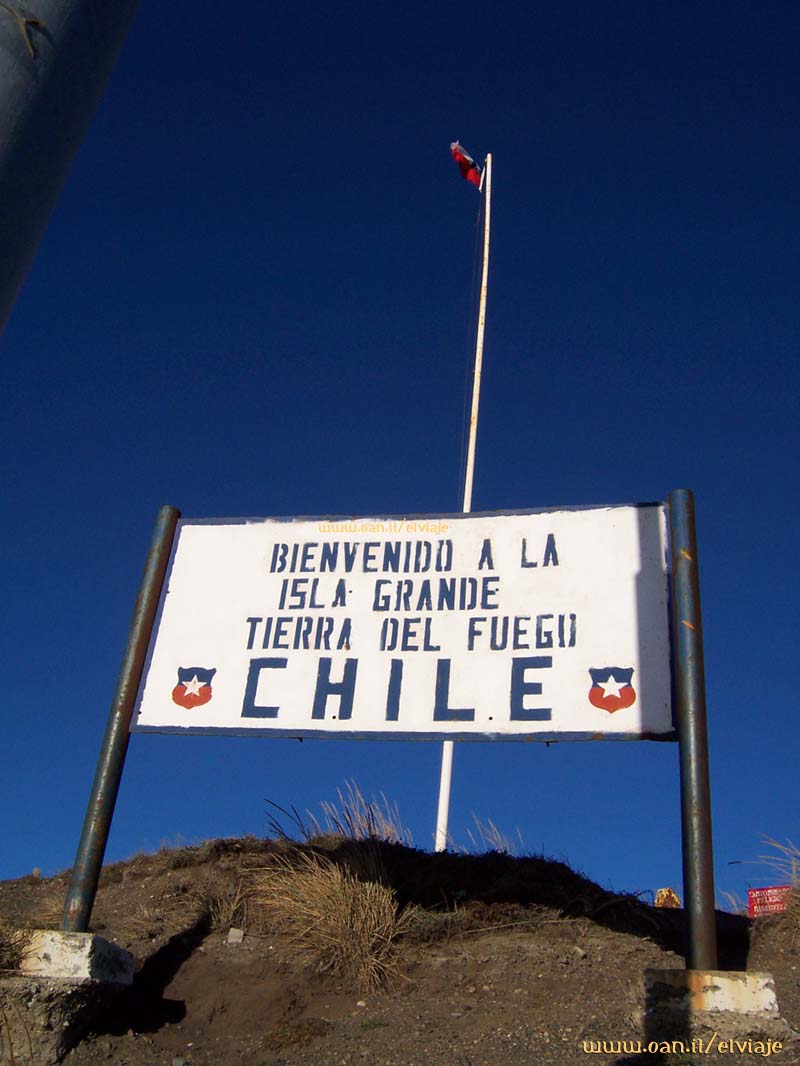 www.oan.it/elviaje
BIENVENIDO A LA
ISLA GRANDE
TIERRA DEL FUEGO
CHILE
www.oan.it/elviaje